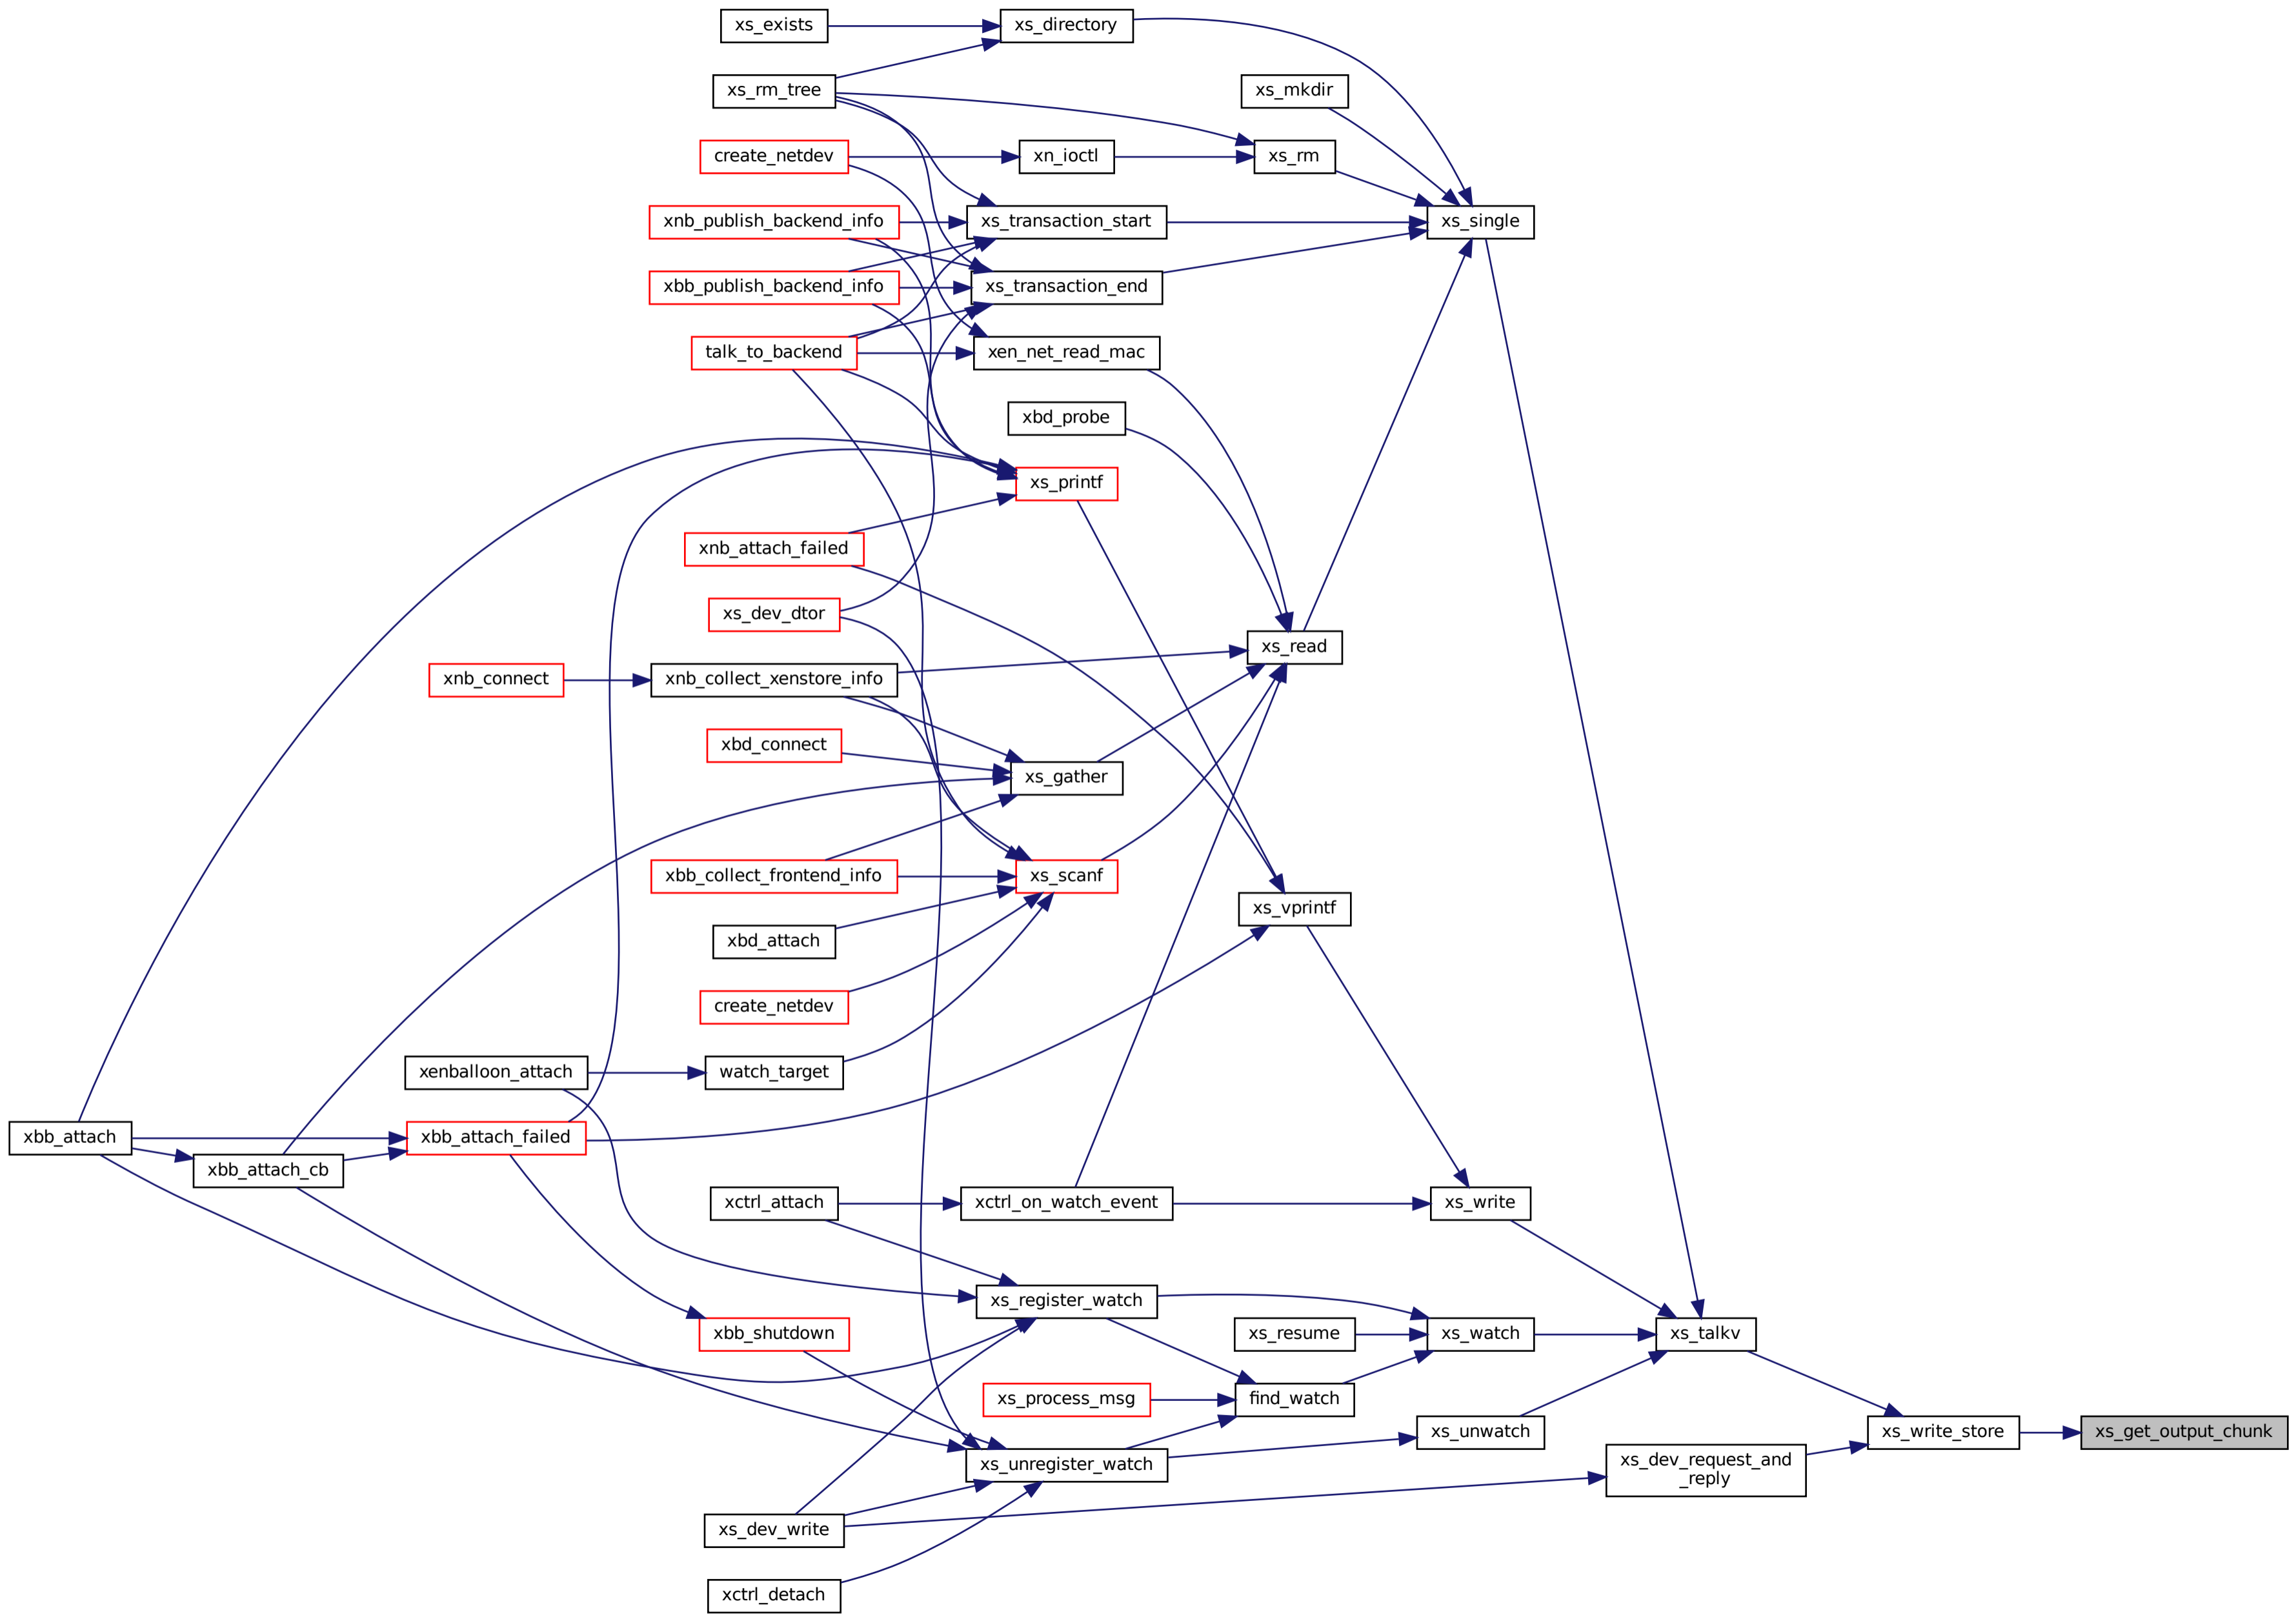 xs_exists
xs_directory
xs_rm_tree
xs_mkdir
create_netdev
xn_ioctl
xs_rm
xnb_publish_backend_info
xs_transaction_start
xs_single
xbb_publish_backend_info
xs_transaction_end
talk_to_backend
xen_net_read_mac
xbd_probe
xs_printf
xnb_attach_failed
xs_dev_dtor
xs_read
xnb_connect
xnb_collect_xenstore_info
xbd_connect
xs_gather
xbb_collect_frontend_info
xs_scanf
xs_vprintf
xbd_attach
create_netdev
xenballoon_attach
watch_target
xbb_attach
xbb_attach_failed
xbb_attach_cb
xctrl_attach
xctrl_on_watch_event
xs_write
xs_register_watch
xbb_shutdown
xs_resume
xs_watch
xs_talkv
xs_process_msg
find_watch
xs_unwatch
xs_write_store
xs_get_output_chunk
xs_unregister_watch
xs_dev_request_and
_reply
xs_dev_write
xctrl_detach